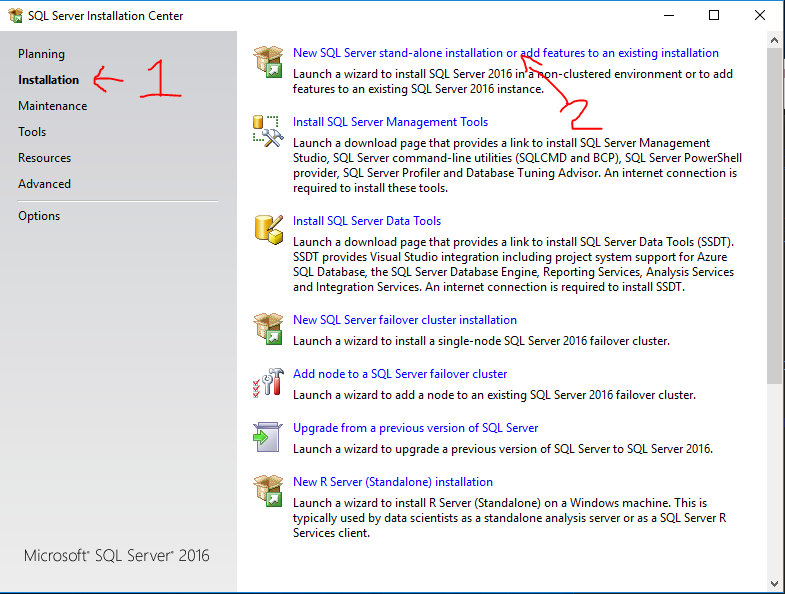 SQL Server Installation Center
Planning
Installation
Maintenance
Tools
Resources
Advanced
Options
1
New SQL Server stand-alone installation or add features to an existing installation
Launch a wizard to install SQL Server 2016 in a non-clustered environment or to add
features to an existing SQL Server 2016 instance.
2
Install SQL Server Management Tools
Launch a download page that provides a link to install SQL Server Management
Studio, SQL Server command-line utilities (SQLCMD and BCP), SQL Server PowerShell
provider, SQL Server Profiler and Database Tuning Advisor. An internet connection is
required to install these tools.
Install SQL Server Data Tools
Launch a download page that provides a link to install SQL Server Data Tools (SSDT).
SSDT provides Visual Studio integration including project system support for Azure
SQL Database, the SQL Server Database Engine, Reporting Services, Analysis Services
and Integration Services. An internet connection is required to install SSDT.
New SQL Server failover cluster installation
Launch a wizard to install a single-node SQL Server 2016 failover cluster.
Add node to a SQL Server failover cluster
Launch a wizard to add a node to an existing SQL Server 2016 failover cluster.
Upgrade from a previous version of SQL Server
Launch a wizard to upgrade a previous version of SQL Server to SQL Server 2016.
New R Server (Standalone) installation
Launch a wizard to install R Server (Standalone) on a Windows machine. This is
typically used by data scientists as a standalone analysis server or as a SQL Server R
Services client.
Microsoft® SQL Server® 2016